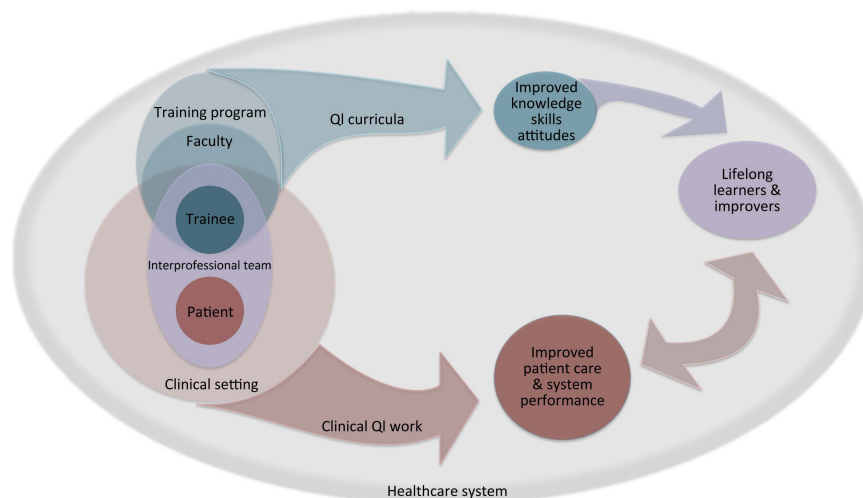 Training program
Faculty
Trainee
Interprofessional team
Patient
Clinical setting
QI curricula
Improved
knowledge
skills
attitudes
Lifelong
learners &
improvers
Improved
patient care
& system
performance
Clinical QI work
Healthcare system